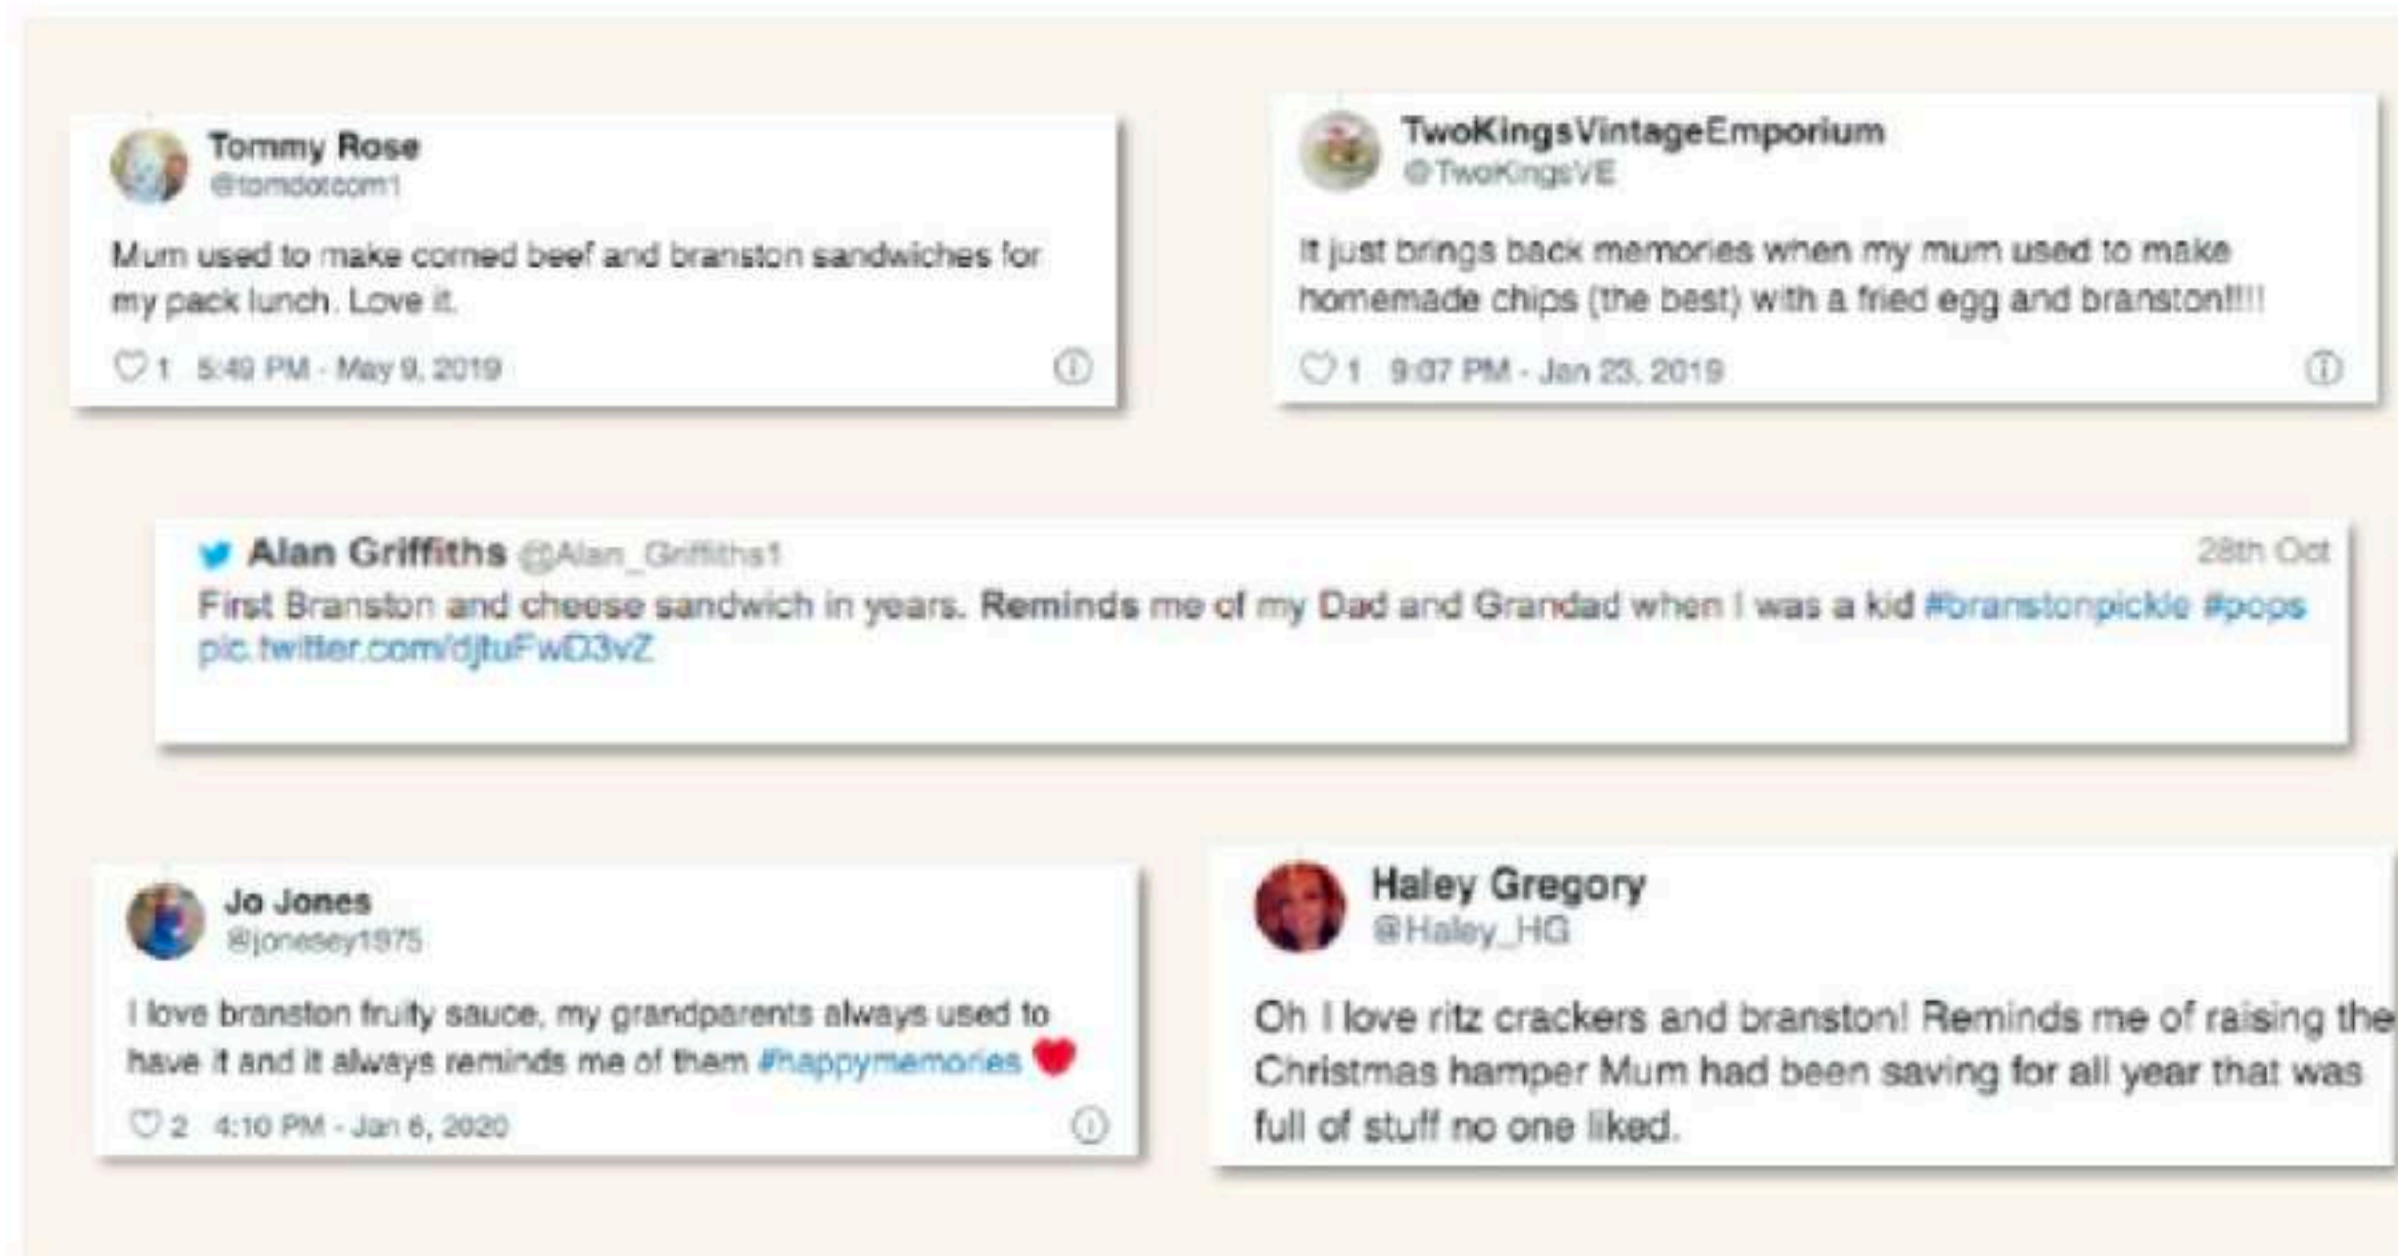 Tommy Rose
@tomdotcom1
Mum used to make corned beef and branston sandwiches for
my pack lunch. Love it.
1 5:49 PM - May 9, 2019
TwoKingsVintageEmporium
@TwoKingsVE
It just brings back memories when my mum used to make
homemade chips (the best) with a fried egg and branston!!!!
1 9:07 PM - Jan 23, 2019
Alan Griffiths @Alan_Griffiths1 28th Oct
First Branston and cheese sandwich in years. Reminds me of my Dad and Grandad when I was a kid #branstonpickle #pops
Jo Jones
@jonesey1975
I love branston fruity sauce, my grandparents always used to
have it and it always reminds me of them #happymemories
2 4:10 PM - Jan 6, 2020
Haley Gregory
@Haley_HG
Oh I love ritz crackers and branston! Reminds me of raising the
Christmas hamper Mum had been saving for all year that was
full of stuff no one liked.